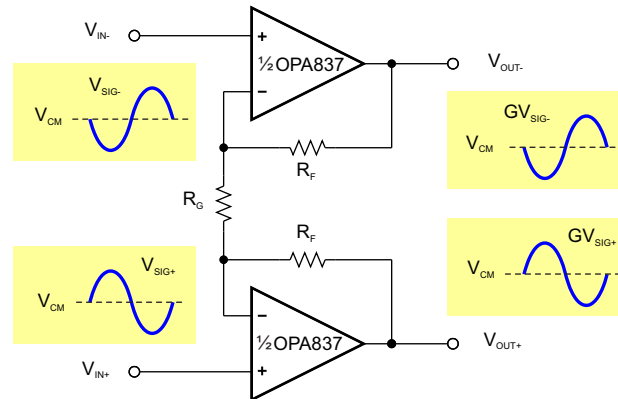 V_IN-
+
½OPA837
−
V_OUT-
V_SIG-
V_CM
GV_SIG-
V_CM
R_F
R_G
R_F
V_SIG+
V_CM
GV_SIG+
V_CM
−
½OPA837
+
V_OUT+
V_IN+